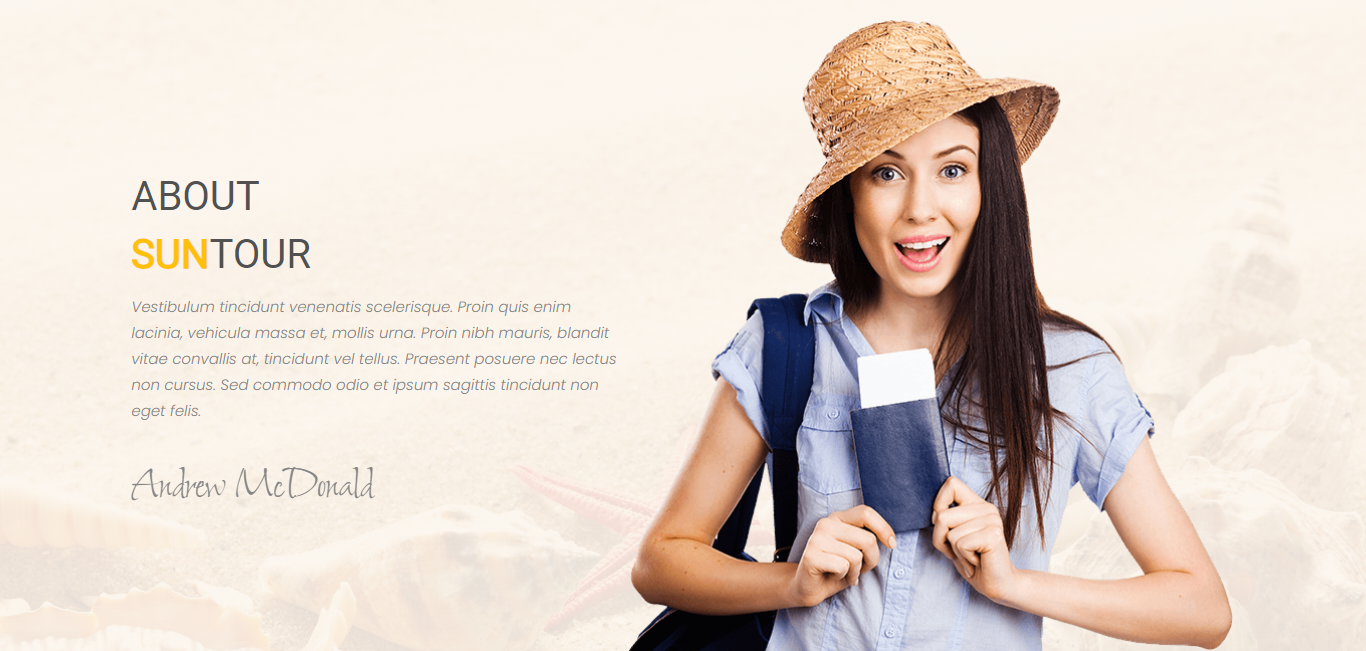 ABOUT
SUNTOUR
Vestibulum tincidunt venenatis scelerisque. Proin quis enim
lacinia, vehicula massa et, mollis urna. Proin nibh mauris, blandit
vitae convallis at, tincidunt vel tellus. Praesent posuere nec lectus
non cursus. Sed commodo odio et ipsum sagittis tincidunt non
eget felis.
Andrew McDonald